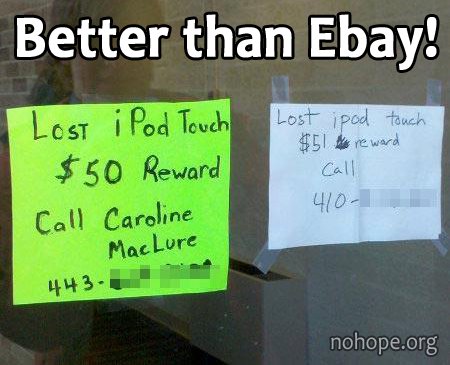 Better than Ebay!
LOST iPod Touch
$50 Reward
Call Caroline
MacLure
443-
Lost ipod touch
$51 reward
Call
410-
nohope.org